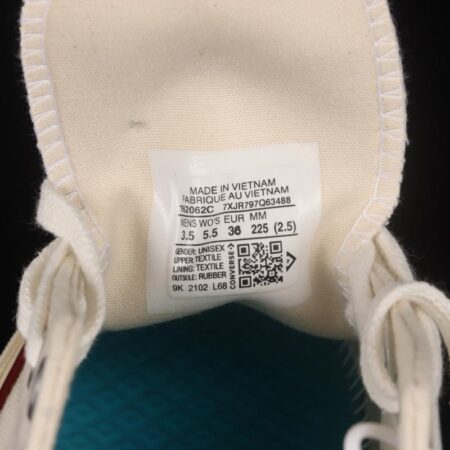 MADE IN VIETNAM
FABRIQUE AU VIETNAM
162062C 7XJR797Q63488
MENS WO'S EUR MM
3.5 5.5 36 225 (2.5)
GENDER: UNISEX
UPPER: TEXTILE
LINING: TEXTILE
OUTSOLE: RUBBER
CONVERSE
9K 2102 L68